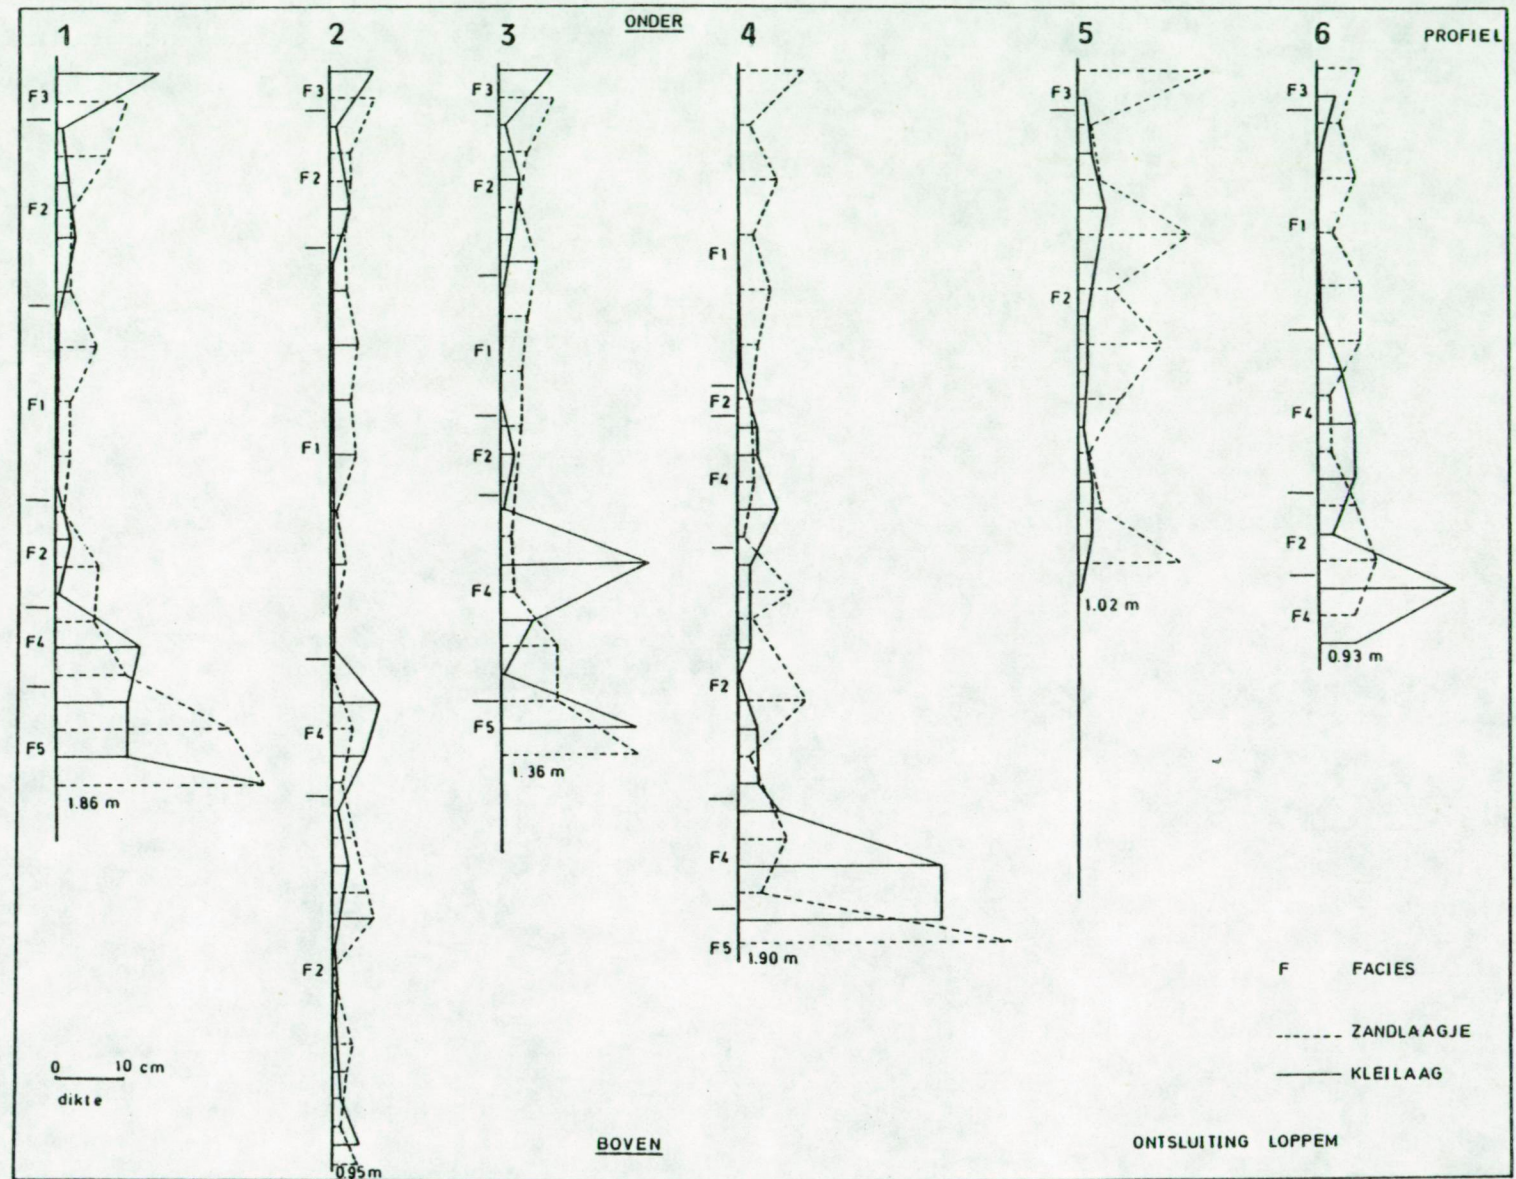 ONDER
1 2 3 4 5 6 PROFIEL
F3
F2
F1
F2
F4
F5
1.86 m
F3
F2
F1
F4
F2
0.95 m
F3
F2
F1
F2
F4
F5
1.36 m
F1
F2
F4
F2
F4
F5
1.90 m
F3
F2
1.02 m
F3
F1
F4
F2
F4
0.93 m
0 10 cm
dikte
F FACIES
ZANDLAAGJE
KLEILAAG
BOVEN
ONTSLUITING LOPPEM